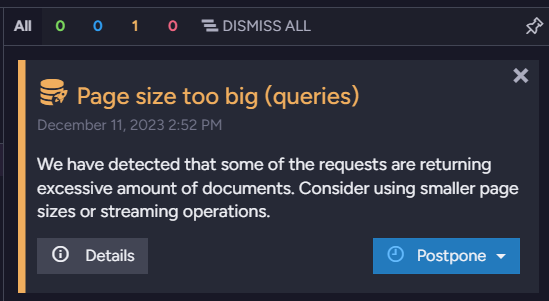 All 0 0 1 0 DISMISS ALL
Page size too big (queries)
December 11, 2023 2:52 PM
We have detected that some of the requests are returning
excessive amount of documents. Consider using smaller page
sizes or streaming operations.
Details Postpone